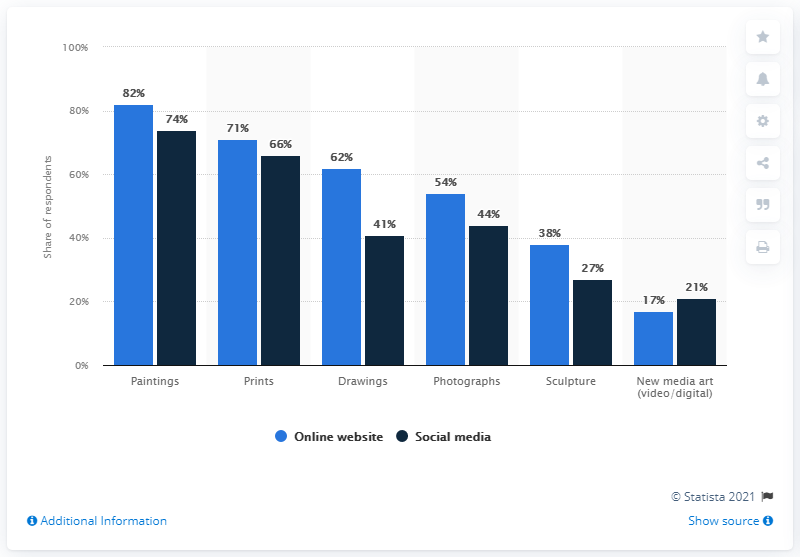 100%
80%
60%
40%
20%
0%
Share of respondents
82%
74%
71%
66%
62%
41%
54%
44%
38%
27%
17%
21%
Paintings
Prints
Drawings
Photographs
Sculpture
New media art
(video/digital)
Online website
Social media
© Statista 2021
Additional Information
Show source